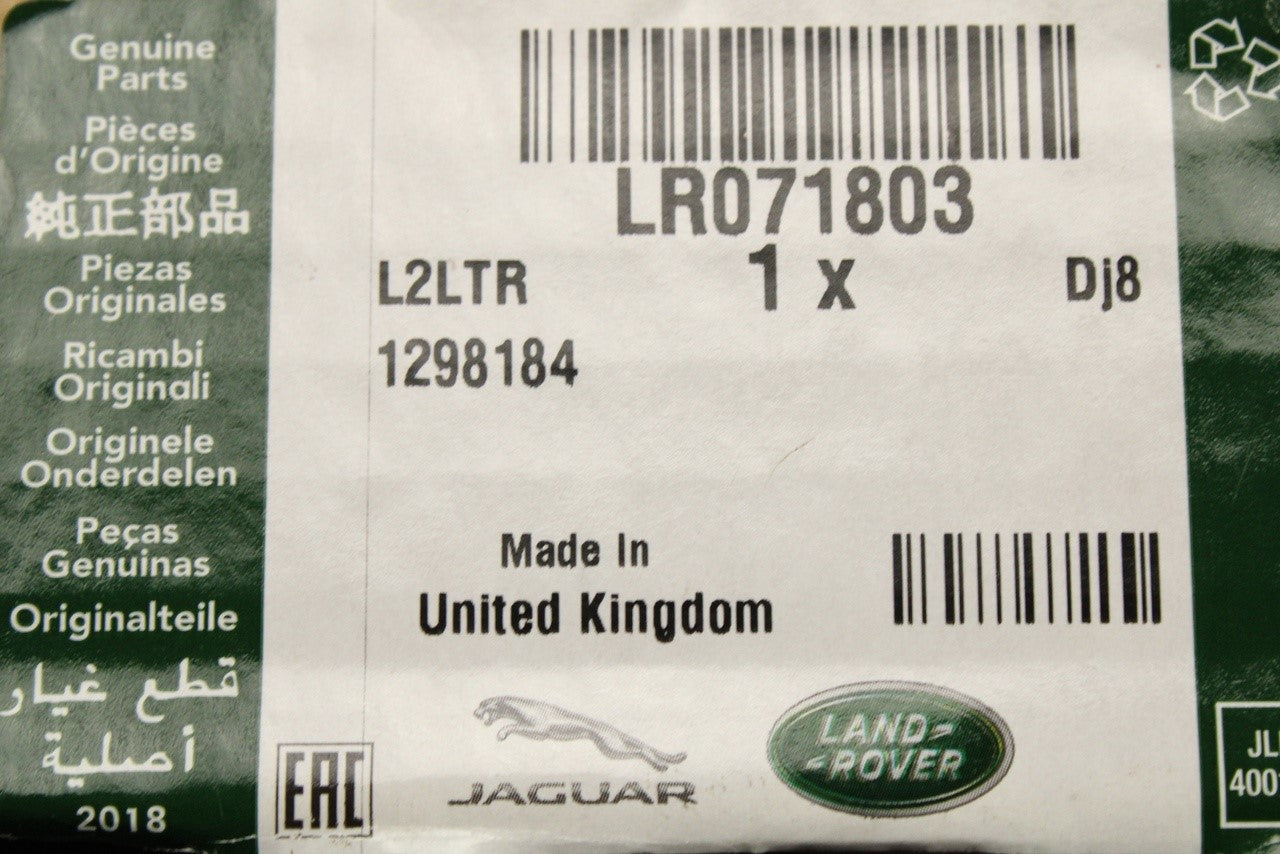 Genuine
Parts
Pièces
d'Origine
純正部品
Piezas
Originales
Ricambi
Originali
Originele
Onderdelen
Peças
Genuinas
Originalteile
قطع غيار
أصلية
2018
LR071803
L2LTR
1 x
Dj8
1298184
Made In
United Kingdom
EAC
JAGUAR
LAND-
-ROVER